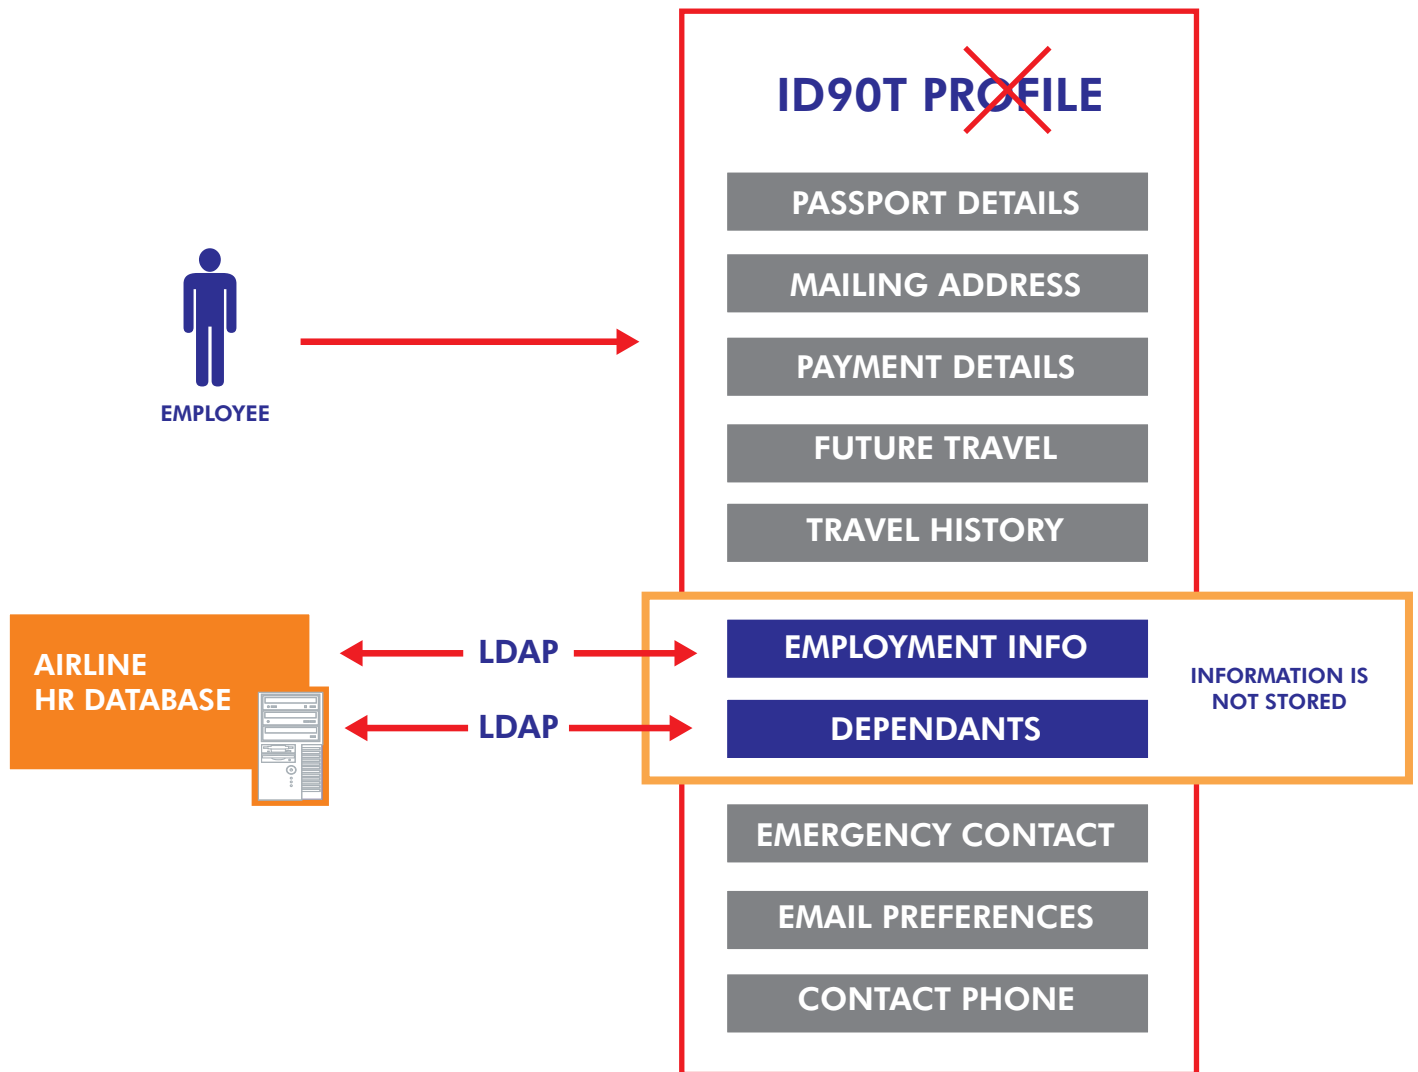 ID90T PROFILE
PASSPORT DETAILS
MAILING ADDRESS
PAYMENT DETAILS
EMPLOYEE
FUTURE TRAVEL
TRAVEL HISTORY
AIRLINE
HR DATABASE
LDAP
LDAP
EMPLOYMENT INFO
DEPENDANTS
INFORMATION IS
NOT STORED
EMERGENCY CONTACT
EMAIL PREFERENCES
CONTACT PHONE